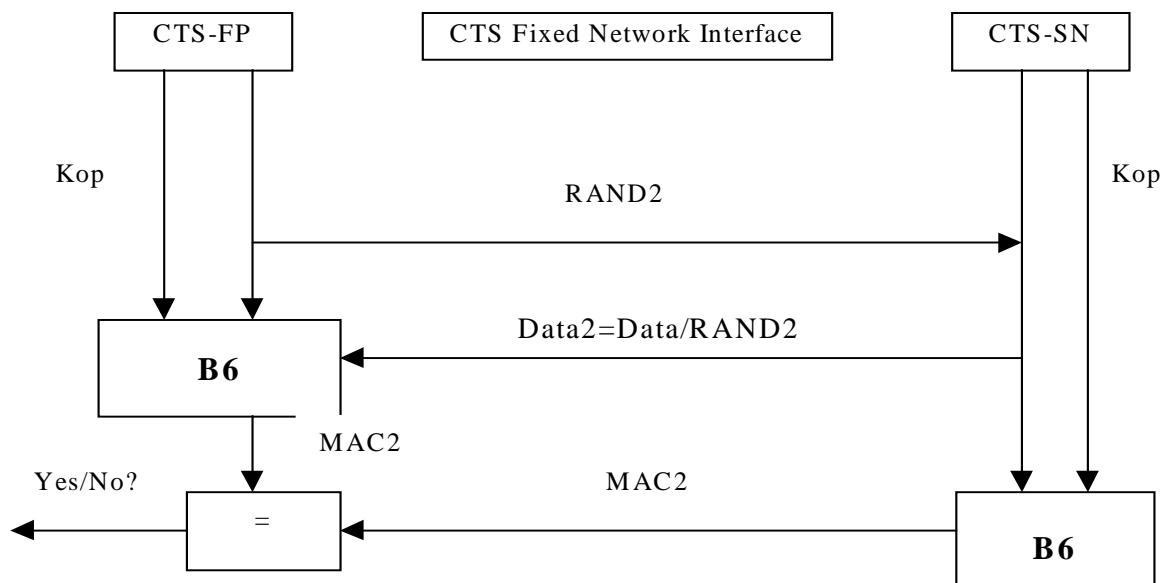 CTS-FP
CTS Fixed Network Interface
CTS-SN
Kop
Kop
RAND2
Data2=Data/RAND2
B6
MAC2
Yes/No?
MAC2
=
B6